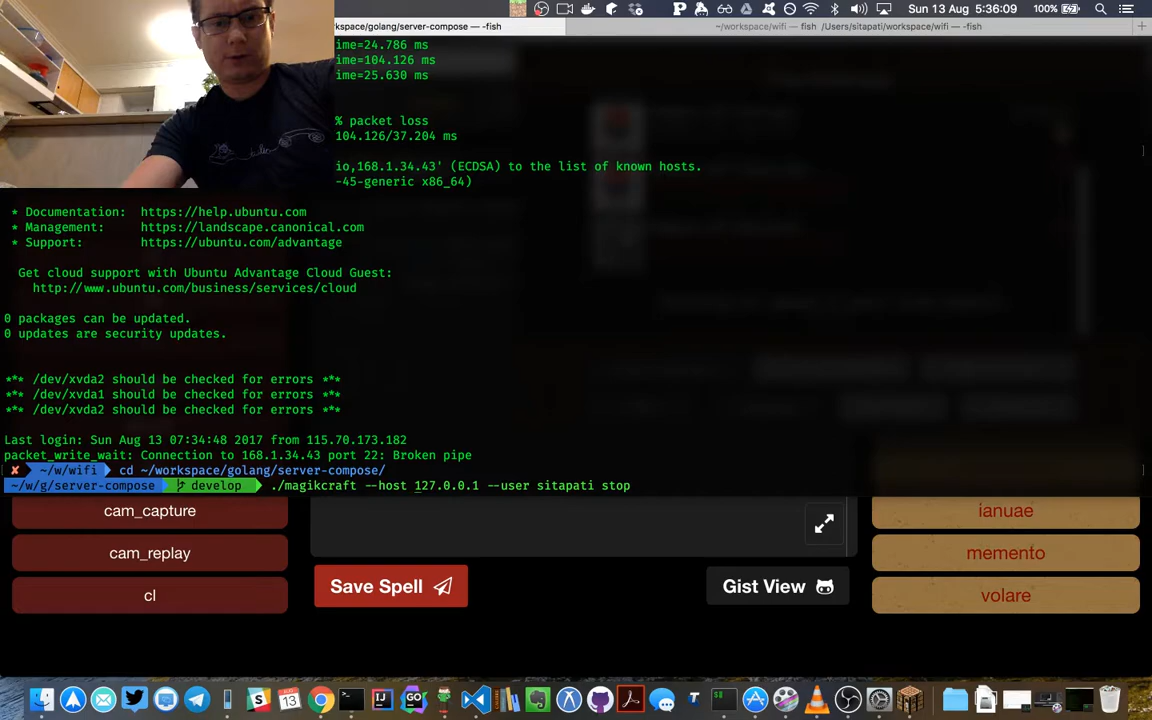 Sun 13 Aug 5:36:09
100%
kspace/golang/server-compose — -fish
~/workspace/wifi — fish /Users/sitapati/workspace/wifi — -fish
ime=24.786 ms
ime=104.126 ms
ime=25.630 ms
% packet loss
104.126/37.204 ms
io,168.1.34.43' (ECDSA) to the list of known hosts.
-45-generic x86_64)
* Documentation: https://help.ubuntu.com
* Management: https://landscape.canonical.com
* Support: https://ubuntu.com/advantage
Get cloud support with Ubuntu Advantage Cloud Guest:
http://www.ubuntu.com/business/services/cloud
0 packages can be updated.
0 updates are security updates.
*** /dev/xvda2 should be checked for errors ***
*** /dev/xvda1 should be checked for errors ***
*** /dev/xvda2 should be checked for errors ***
Last login: Sun Aug 13 07:34:48 2017 from 115.70.173.182
packet_write_wait: Connection to 168.1.34.43 port 22: Broken pipe
✘ ~/w/wifi cd ~/workspace/golang/server-compose/
~/w/g/server-compose develop ./magikcraft --host 127.0.0.1 --user sitapati stop
cam_capture
ianuae
cam_replay
memento
Save Spell
Gist View
cl
volare